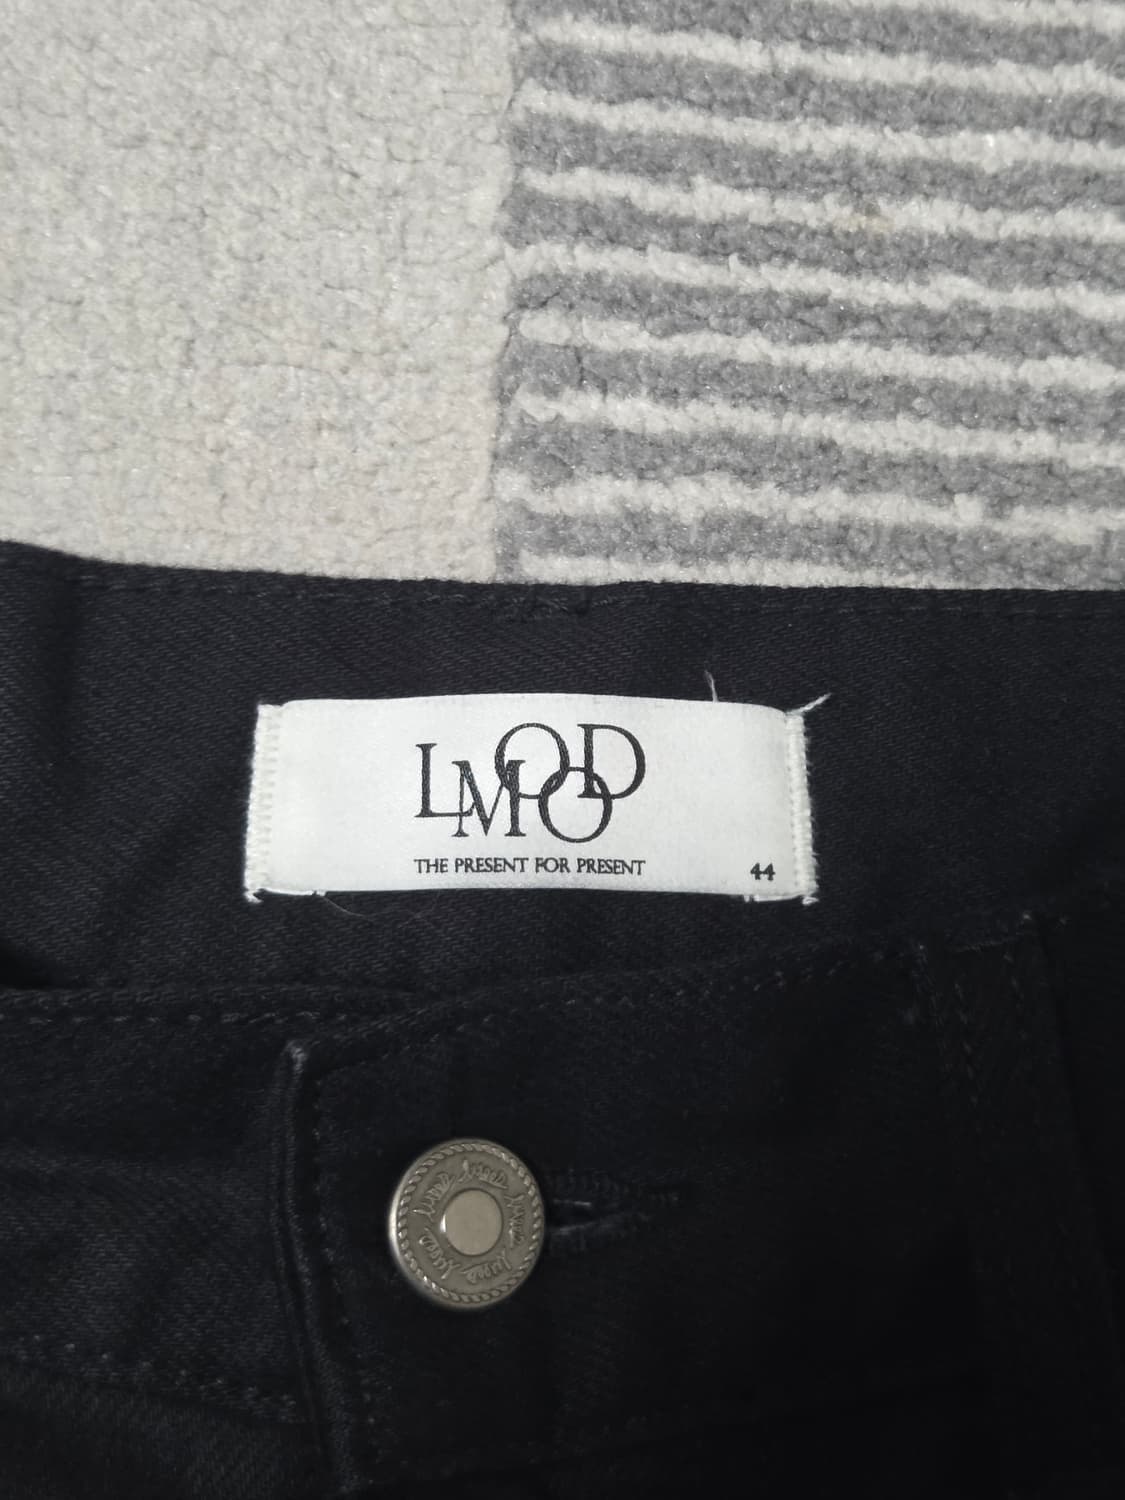 LMOOD
THE PRESENT FOR PRESENT
44